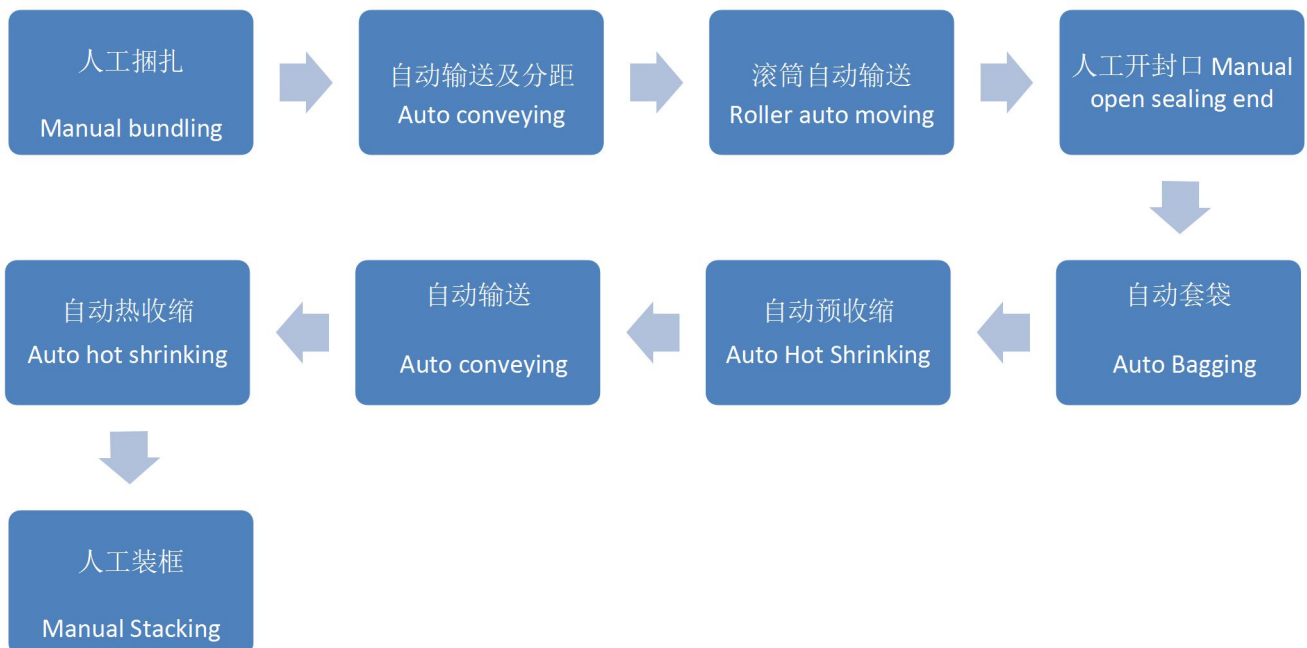 人工捆扎
Manual bundling
自动输送及分距
Auto conveying
滚筒自动输送
Roller auto moving
人工开封口 Manual
open sealing end
自动套袋
Auto Bagging
自动预收缩
Auto Hot Shrinking
自动输送
Auto conveying
自动热收缩
Auto hot shrinking
人工装框
Manual Stacking